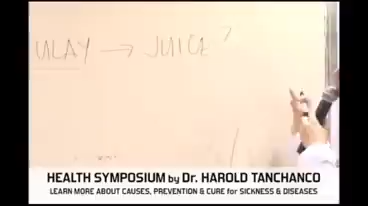 ULAY → JUICE
HEALTH SYMPOSIUM by Dr. HAROLD TANCHANCO
LEARN MORE ABOUT CAUSES, PREVENTION & CURE for SICKNESS & DISEASES